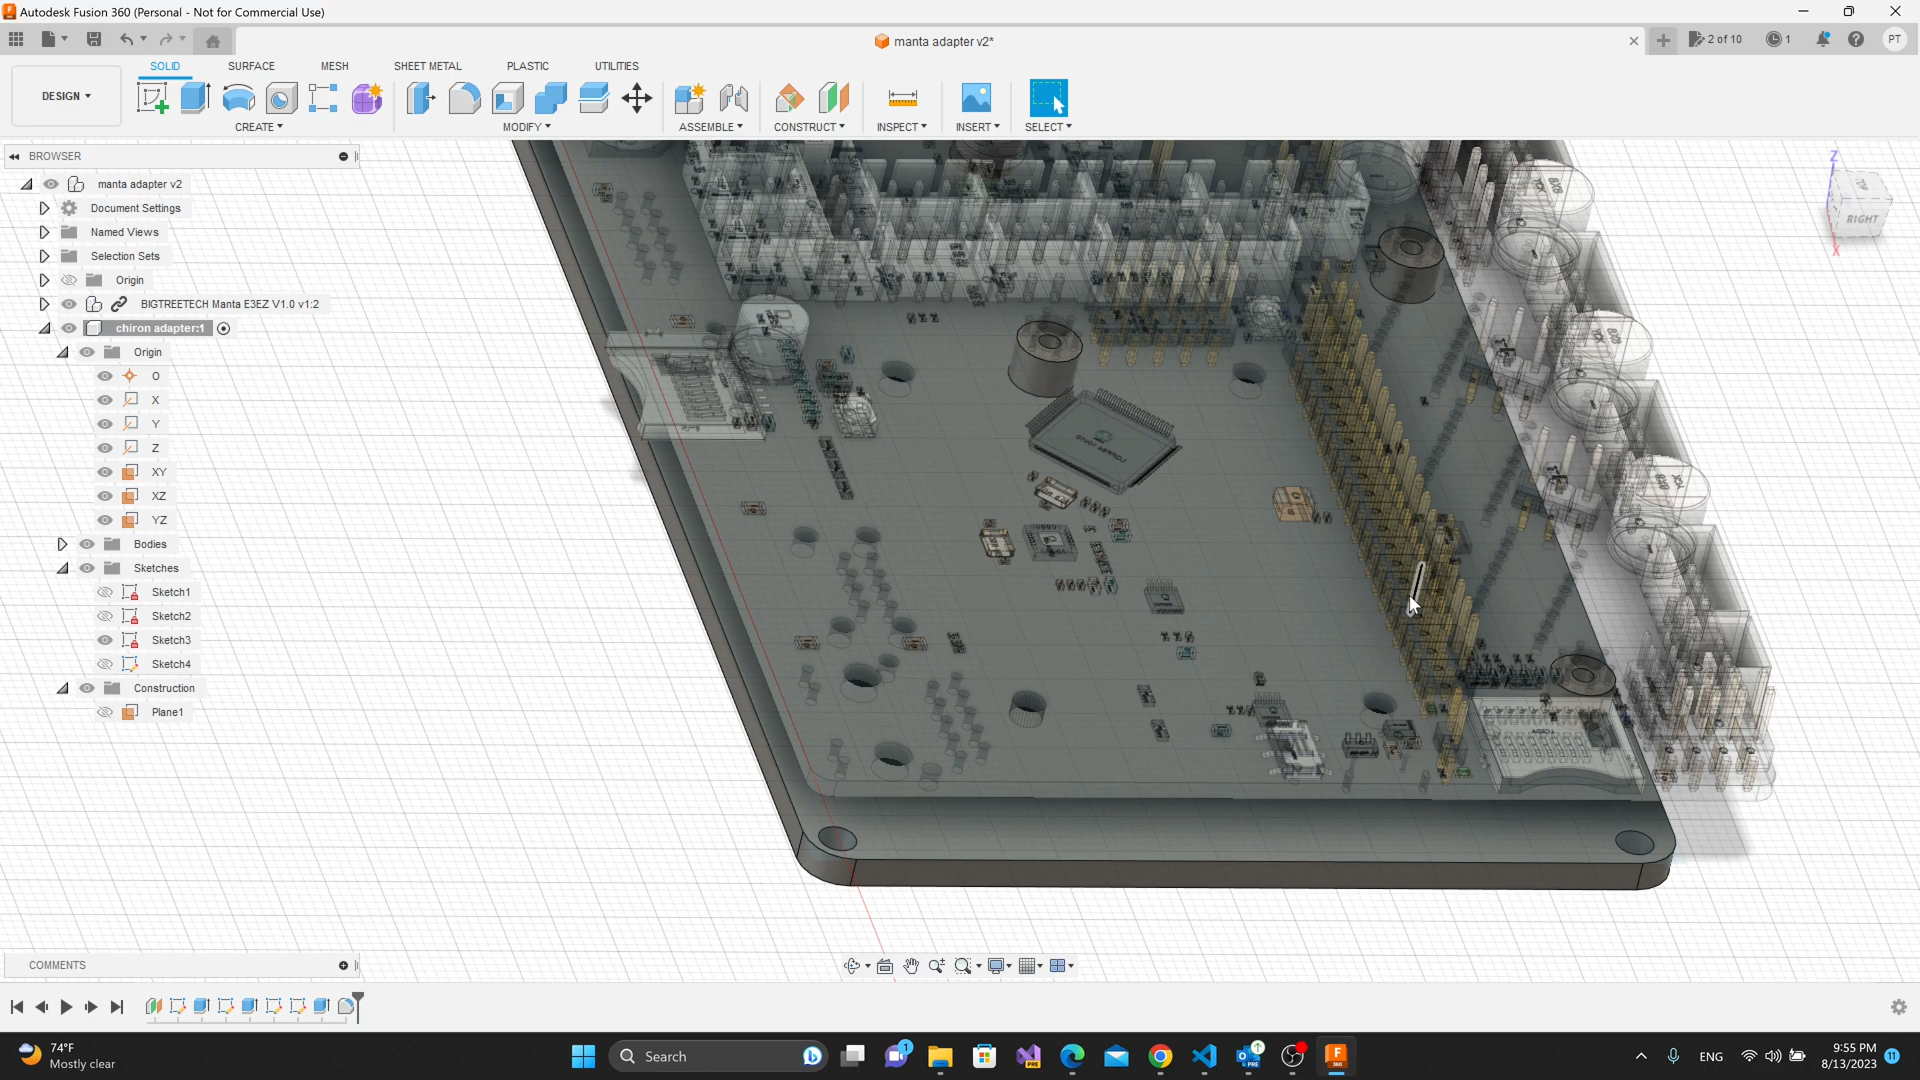 Autodesk Fusion 360 (Personal - Not for Commercial Use)
manta adapter v2*
2 of 10
1
PT
DESIGN
SOLID
SURFACE
MESH
SHEET METAL
PLASTIC
UTILITIES
CREATE
MODIFY
ASSEMBLE
CONSTRUCT
INSPECT
INSERT
SELECT
BROWSER
manta adapter v2
Document Settings
Named Views
Selection Sets
Origin
BIGTREETECH Manta E3EZ V1.0 v1:2
chiron adapter:1
Origin
O
X
Y
Z
XY
XZ
YZ
Bodies
Sketches
Sketch1
Sketch2
Sketch3
Sketch4
Construction
Plane1
Z
TOP
RIGHT
X
COMMENTS
74°F
Mostly clear
Search
1
ENG
9:55 PM
8/13/2023
11